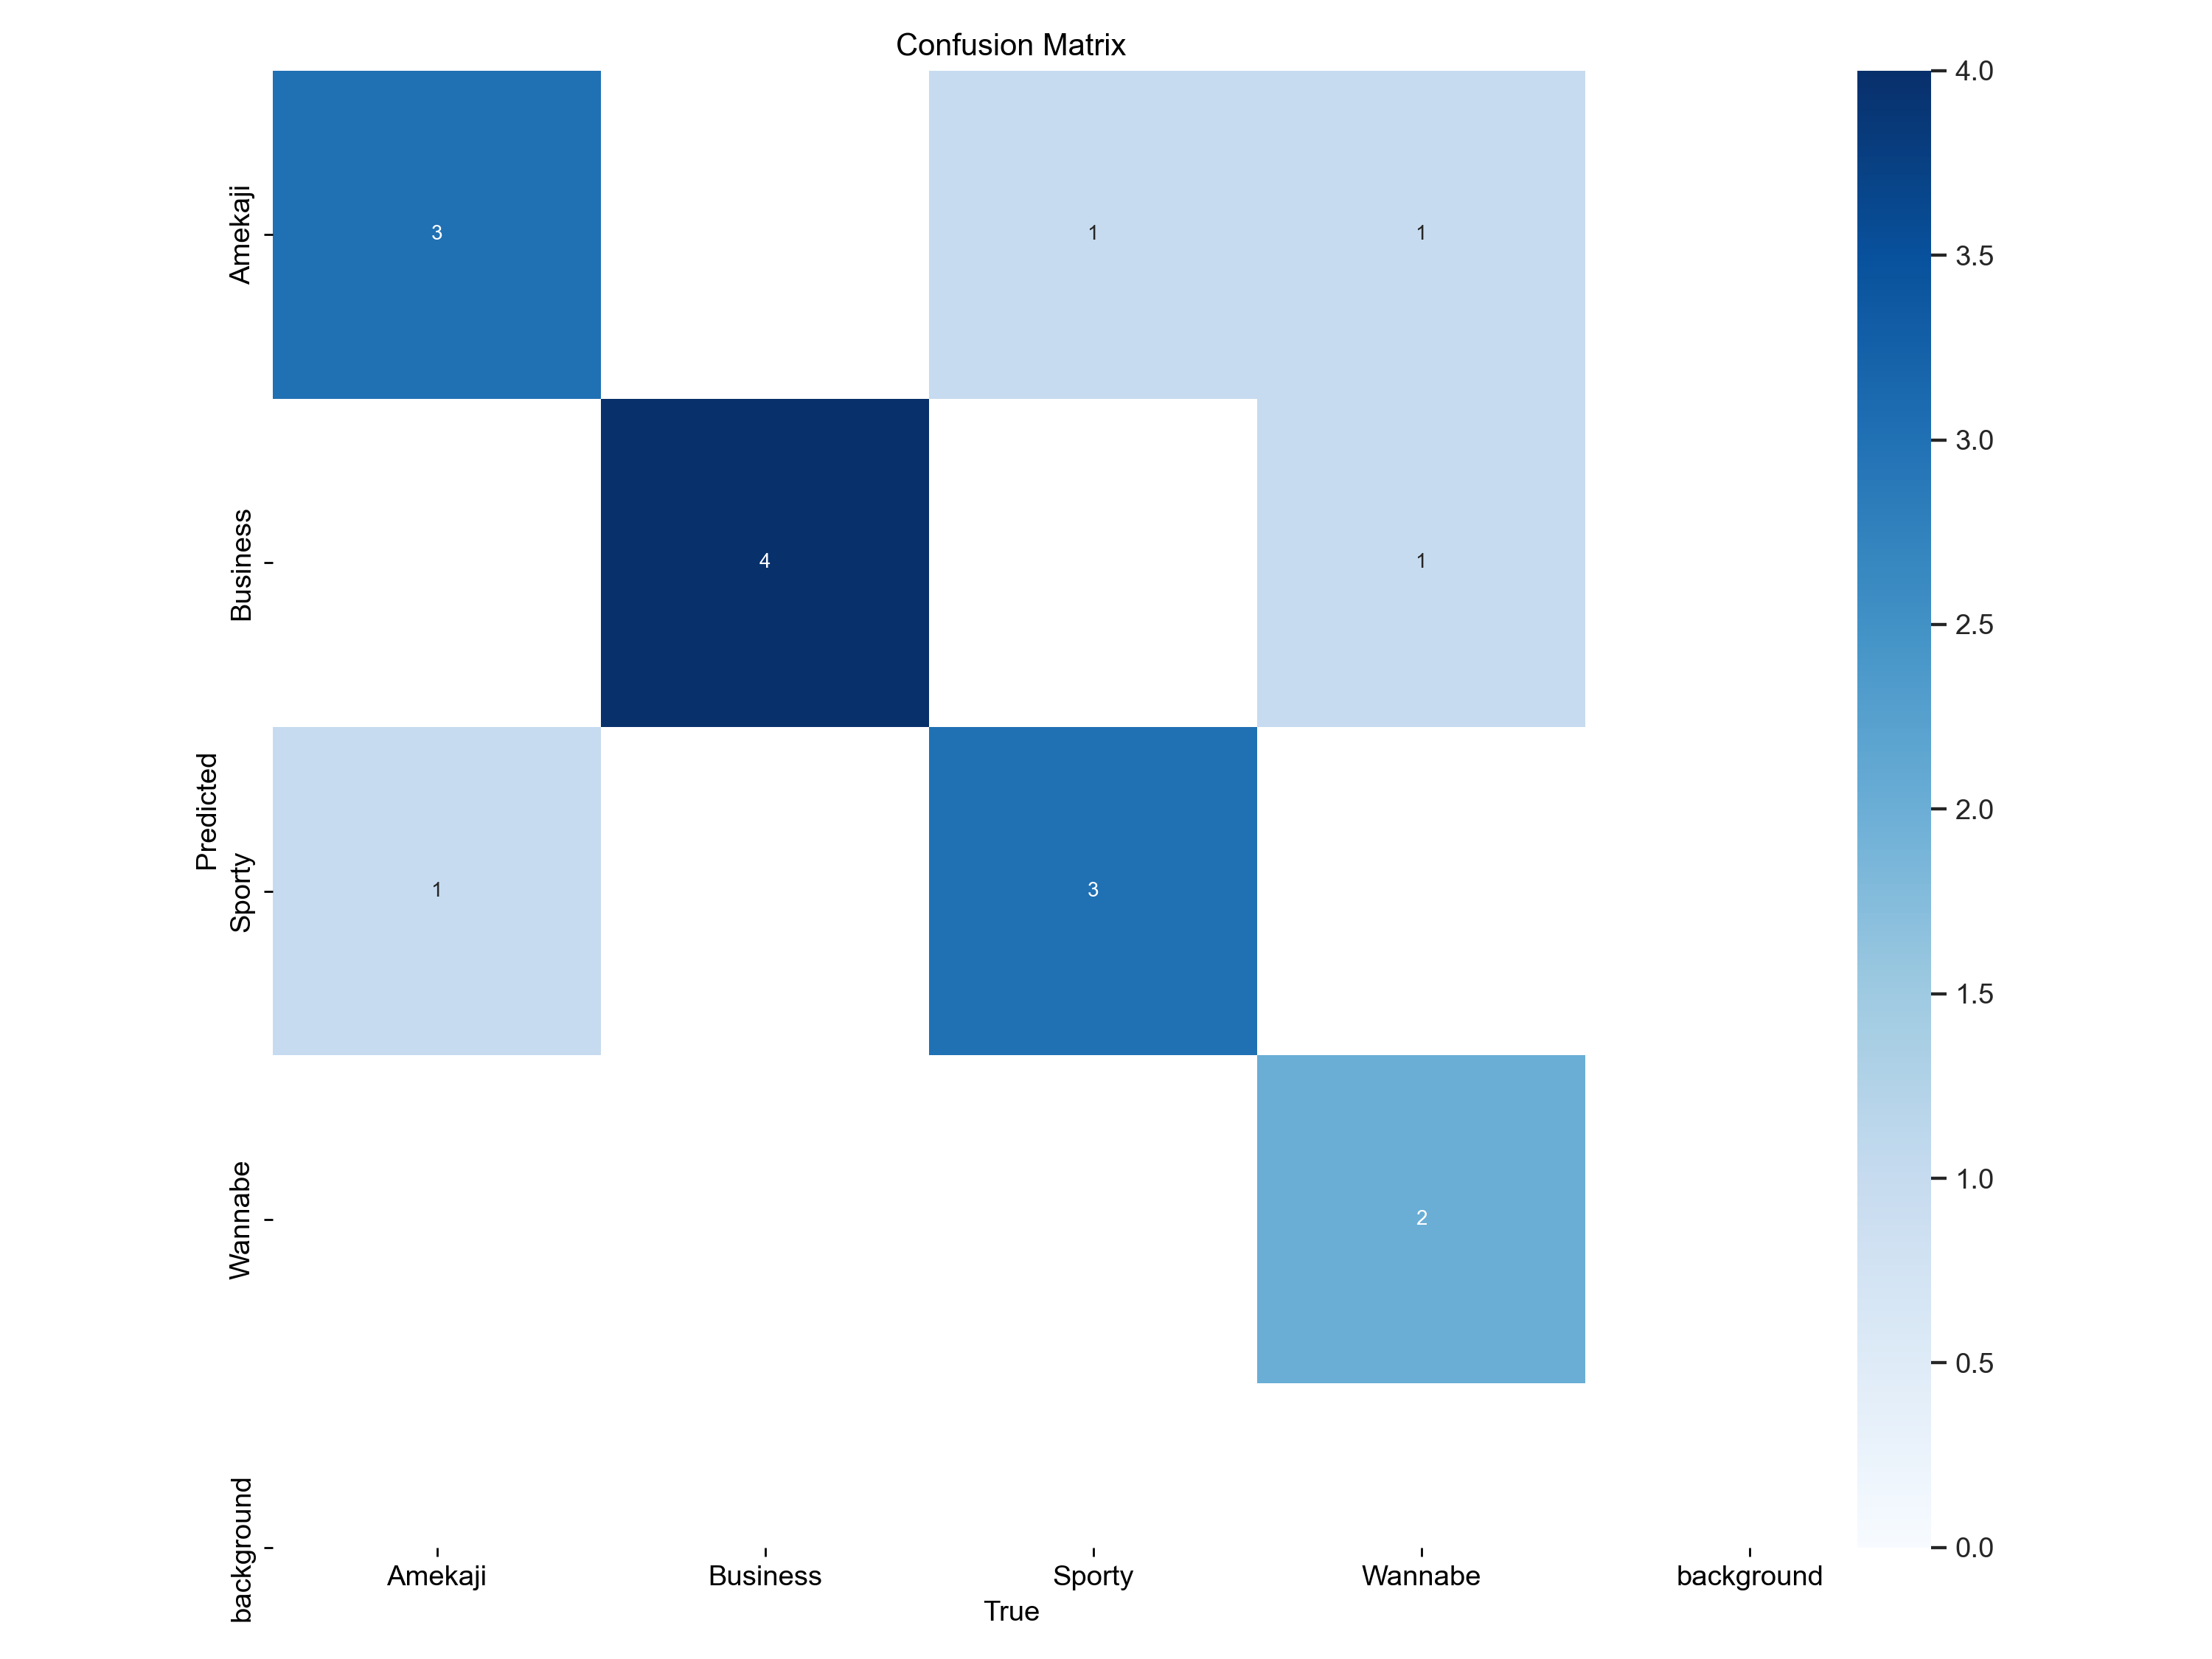 Confusion Matrix
4.0
Amekaji
3
1
1
3.5
3.0
Business
4
1
2.5
Predicted
2.0
Sporty
1
3
1.5
Wannabe
2
1.0
0.5
background
0.0
Amekaji
Business
Sporty
Wannabe
background
True